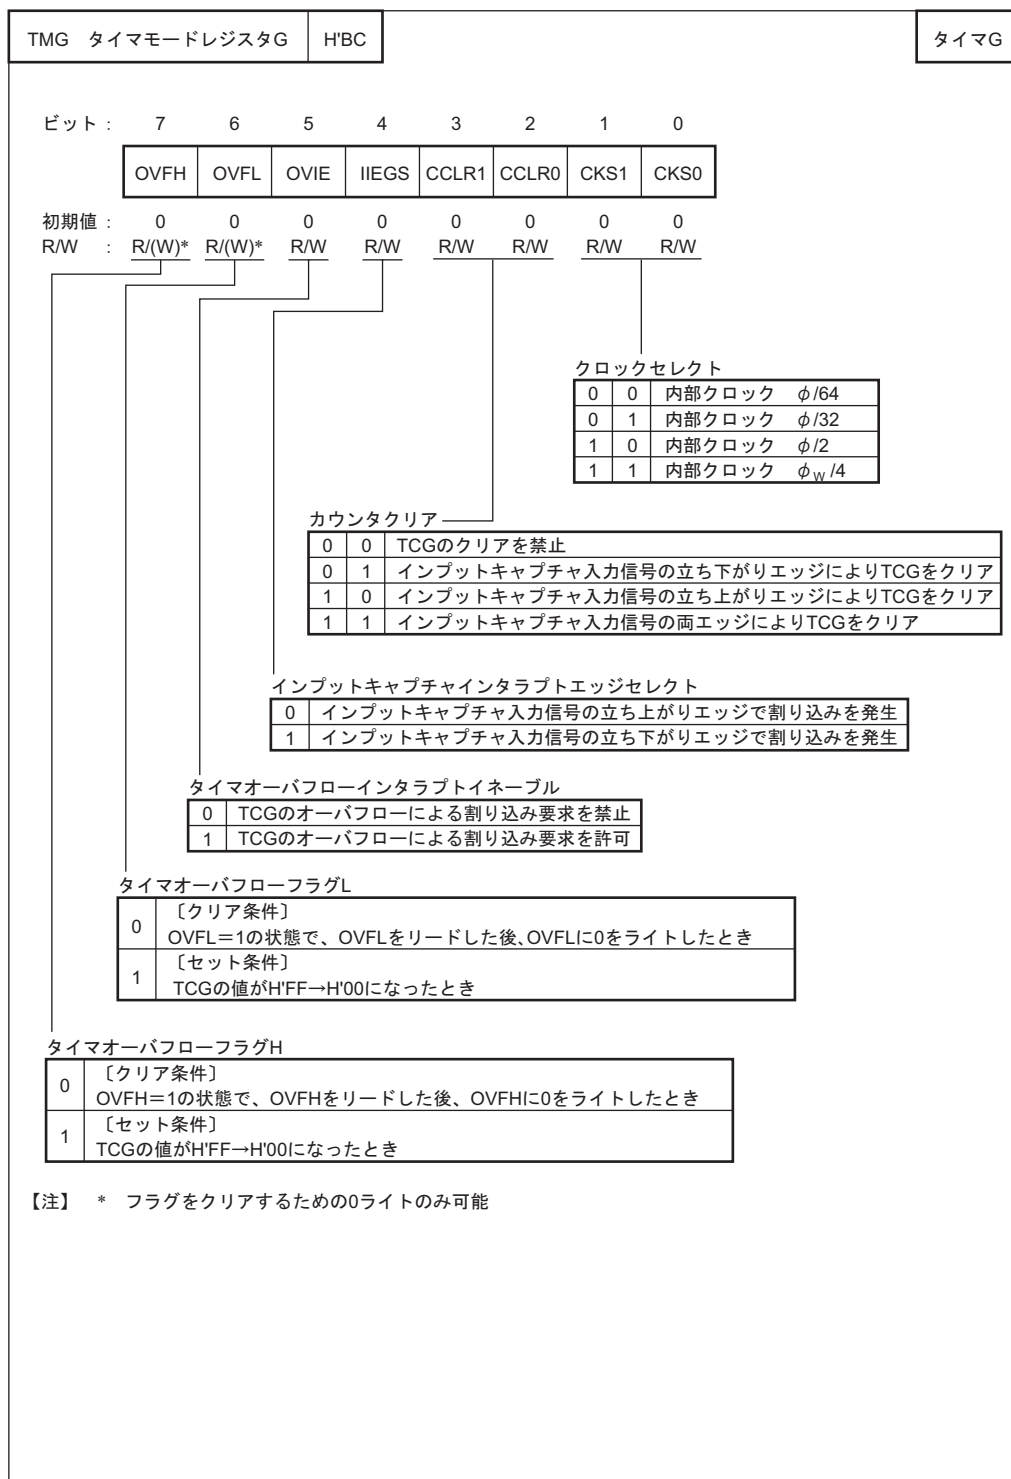 TMG タイマモードレジスタG H'BC タイマG
ビット : 7 6 5 4 3 2 1 0
OVFH OVFL OVIE IIEGS CCLR1 CCLR0 CKS1 CKS0
初期値 : 0 0 0 0 0 0 0 0
R/W : R/(W)* R/(W)* R/W R/W R/W R/W R/W R/W
クロックセレクト
0 0 内部クロック φ/64
0 1 内部クロック φ/32
1 0 内部クロック φ/2
1 1 内部クロック φW/4
カウンタクリア
0 0 TCGのクリアを禁止
0 1 インプットキャプチャ入力信号の立ち下がりエッジによりTCGをクリア
1 0 インプットキャプチャ入力信号の立ち上がりエッジによりTCGをクリア
1 1 インプットキャプチャ入力信号の両エッジによりTCGをクリア
インプットキャプチャインタラプトエッジセレクト
0 インプットキャプチャ入力信号の立ち上がりエッジで割り込みを発生
1 インプットキャプチャ入力信号の立ち下がりエッジで割り込みを発生
タイマオーバフローインタラプトイネーブル
0 TCGのオーバフローによる割り込み要求を禁止
1 TCGのオーバフローによる割り込み要求を許可
タイマオーバフローフラグL
0 〔クリア条件〕
OVFL＝1の状態で、OVFLをリードした後、OVFLに0をライトしたとき
1 〔セット条件〕
TCGの値がH'FF→H'00になったとき
タイマオーバフローフラグH
0 〔クリア条件〕
OVFH＝1の状態で、OVFHをリードした後、OVFHに0をライトしたとき
1 〔セット条件〕
TCGの値がH'FF→H'00になったとき
【注】 * フラグをクリアするための0ライトのみ可能